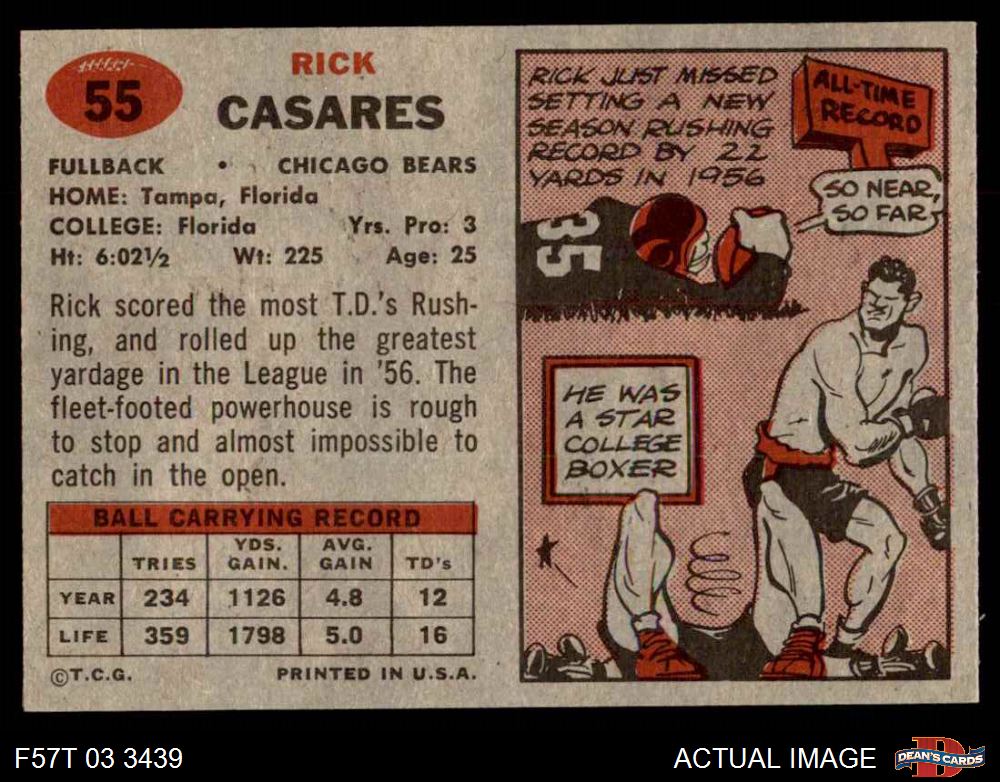 55
RICK
CASARES
FULLBACK • CHICAGO BEARS
HOME: Tampa, Florida
COLLEGE: Florida Yrs. Pro: 3
Ht: 6:02½ Wt: 225 Age: 25
Rick scored the most T.D.'s Rush-
ing, and rolled up the greatest
yardage in the League in '56. The
fleet-footed powerhouse is rough
to stop and almost impossible to
catch in the open.
BALL CARRYING RECORD
TRIES YDS. GAIN. AVG. GAIN TD's
YEAR 234 1126 4.8 12
LIFE 359 1798 5.0 16
©T.C.G. PRINTED IN U.S.A.
RICK JUST MISSED
SETTING A NEW
SEASON RUSHING
RECORD BY 22
YARDS IN 1956
ALL-TIME
RECORD
SO NEAR,
SO FAR
35
HE WAS
A STAR
COLLEGE
BOXER
F57T 03 3439
ACTUAL IMAGE
D
DEAN'S CARDS